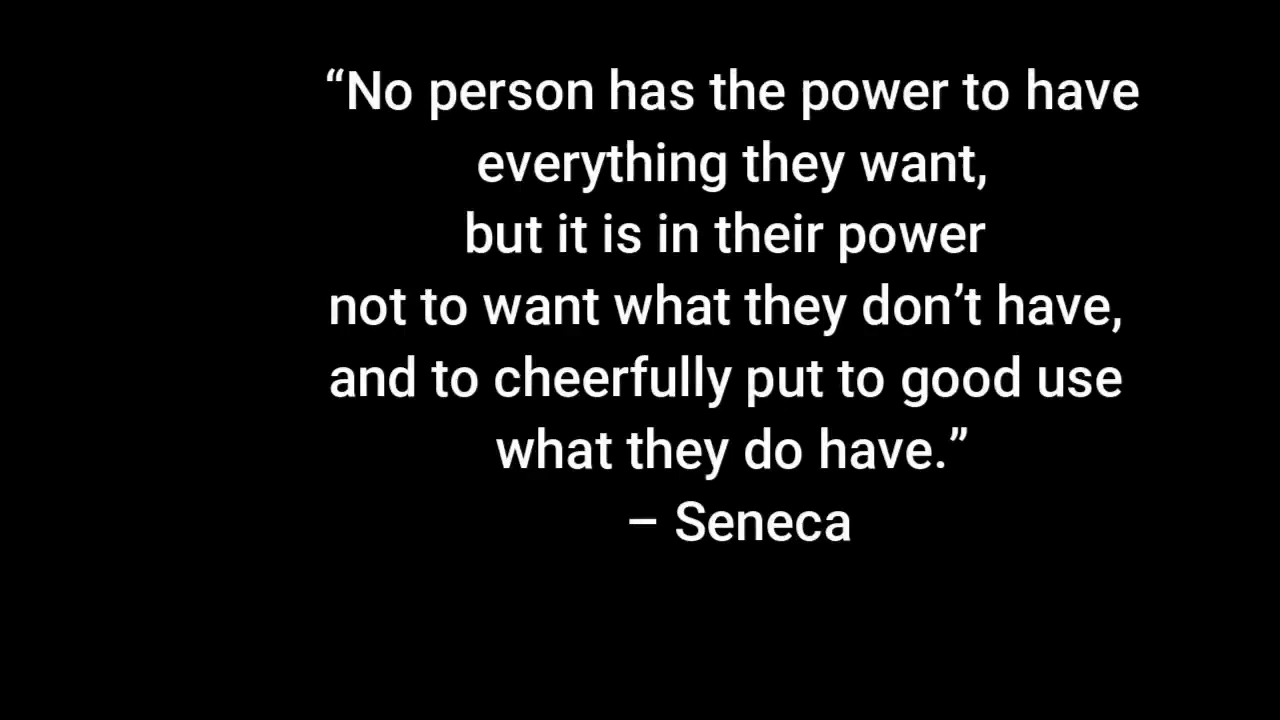 “No person has the power to have
everything they want,
but it is in their power
not to want what they don’t have,
and to cheerfully put to good use
what they do have.”
– Seneca